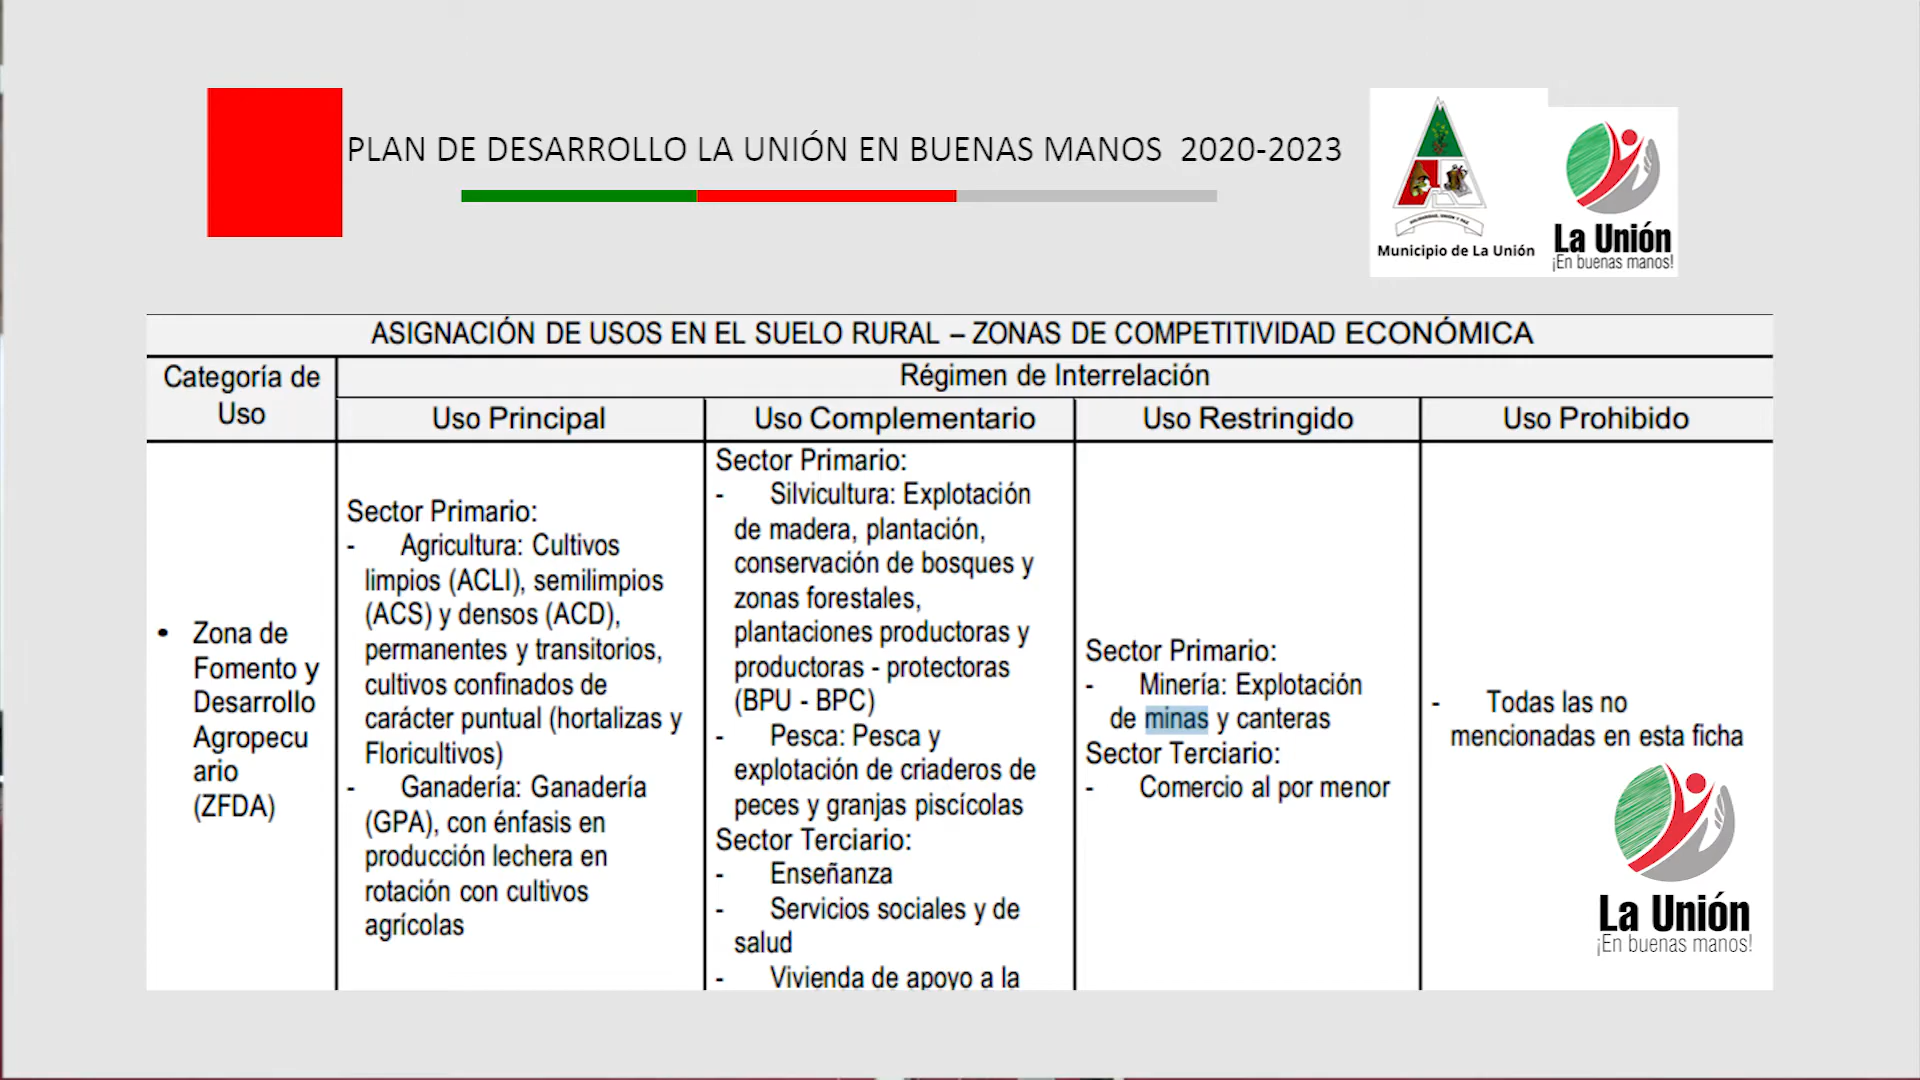 PLAN DE DESARROLLO LA UNIÓN EN BUENAS MANOS 2020-2023
SOLIDARIDAD, UNION Y PAZ
Municipio de La Unión
La Unión
¡En buenas manos!
ASIGNACIÓN DE USOS EN EL SUELO RURAL – ZONAS DE COMPETITIVIDAD ECONÓMICA
Categoría de
Uso
Régimen de Interrelación
Uso Principal
Uso Complementario
Uso Restringido
Uso Prohibido
• Zona de
Fomento y
Desarrollo
Agropecu
ario
(ZFDA)
Sector Primario:
- Agricultura: Cultivos
limpios (ACLI), semilimpios
(ACS) y densos (ACD),
permanentes y transitorios,
cultivos confinados de
carácter puntual (hortalizas y
Floricultivos)
- Ganadería: Ganadería
(GPA), con énfasis en
producción lechera en
rotación con cultivos
agrícolas
Sector Primario:
- Silvicultura: Explotación
de madera, plantación,
conservación de bosques y
zonas forestales,
plantaciones productoras y
productoras - protectoras
(BPU - BPC)
- Pesca: Pesca y
explotación de criaderos de
peces y granjas piscícolas
Sector Terciario:
- Enseñanza
- Servicios sociales y de
salud
- Vivienda de apoyo a la
Sector Primario:
- Minería: Explotación
de minas y canteras
Sector Terciario:
- Comercio al por menor
- Todas las no
mencionadas en esta ficha
La Unión
¡En buenas manos!